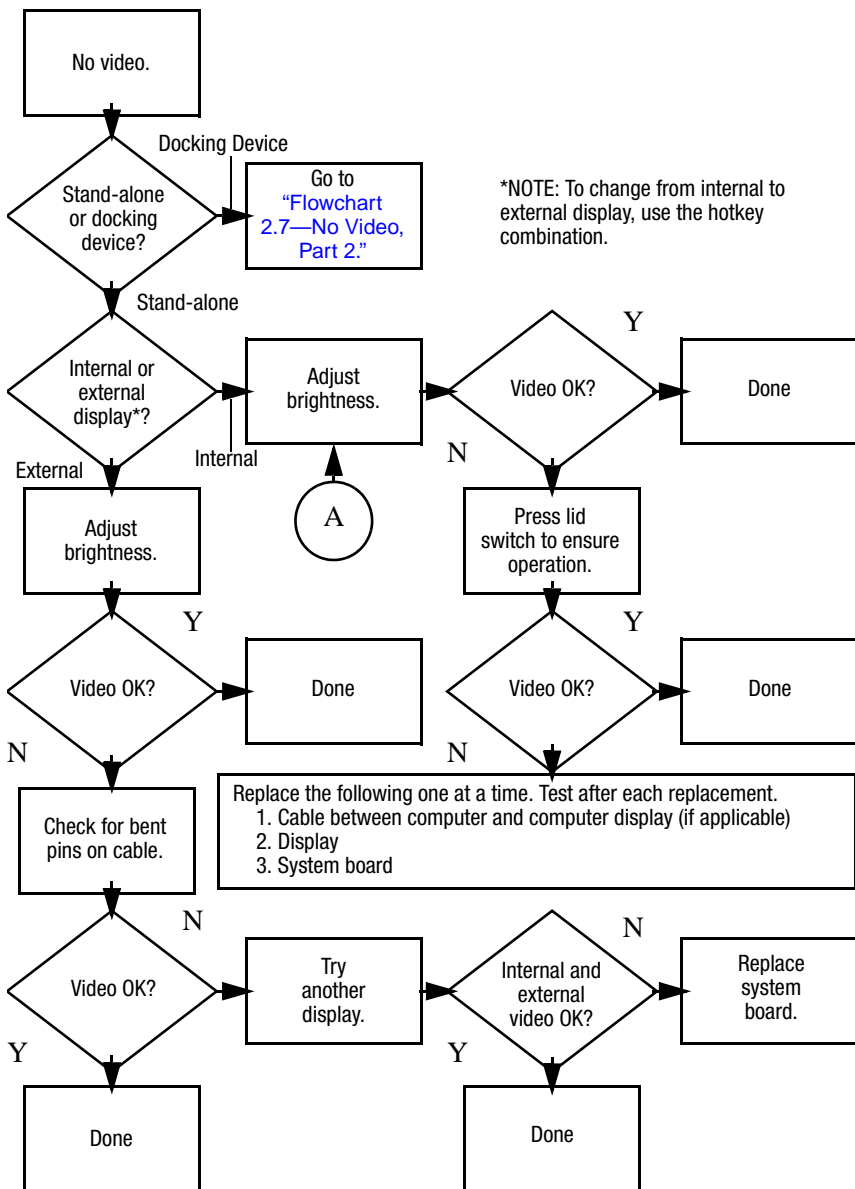 No video.
Docking Device
Stand-alone
or docking
device?
Go to
“Flowchart
2.7—No Video,
Part 2.”
*NOTE: To change from internal to
external display, use the hotkey
combination.
Stand-alone
Internal or
external
display*?
Internal
External
Adjust
brightness.
A
Video OK?
Y
Done
N
Press lid
switch to ensure
operation.
Adjust
brightness.
Y
Video OK?
Done
N
Video OK?
Y
Done
N
Replace the following one at a time. Test after each replacement.
1. Cable between computer and computer display (if applicable)
2. Display
3. System board
Check for bent
pins on cable.
N
Video OK?
Y
Try
another
display.
Internal and
external
video OK?
N
Replace
system
board.
Y
Done
Done